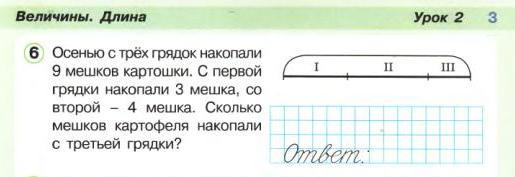 Величины. Длина
Урок 2 3
6 Осенью с трёх грядок накопали
9 мешков картошки. С первой
грядки накопали 3 мешка, со
второй – 4 мешка. Сколько
мешков картофеля накопали
с третьей грядки?
I II III
Ответ: